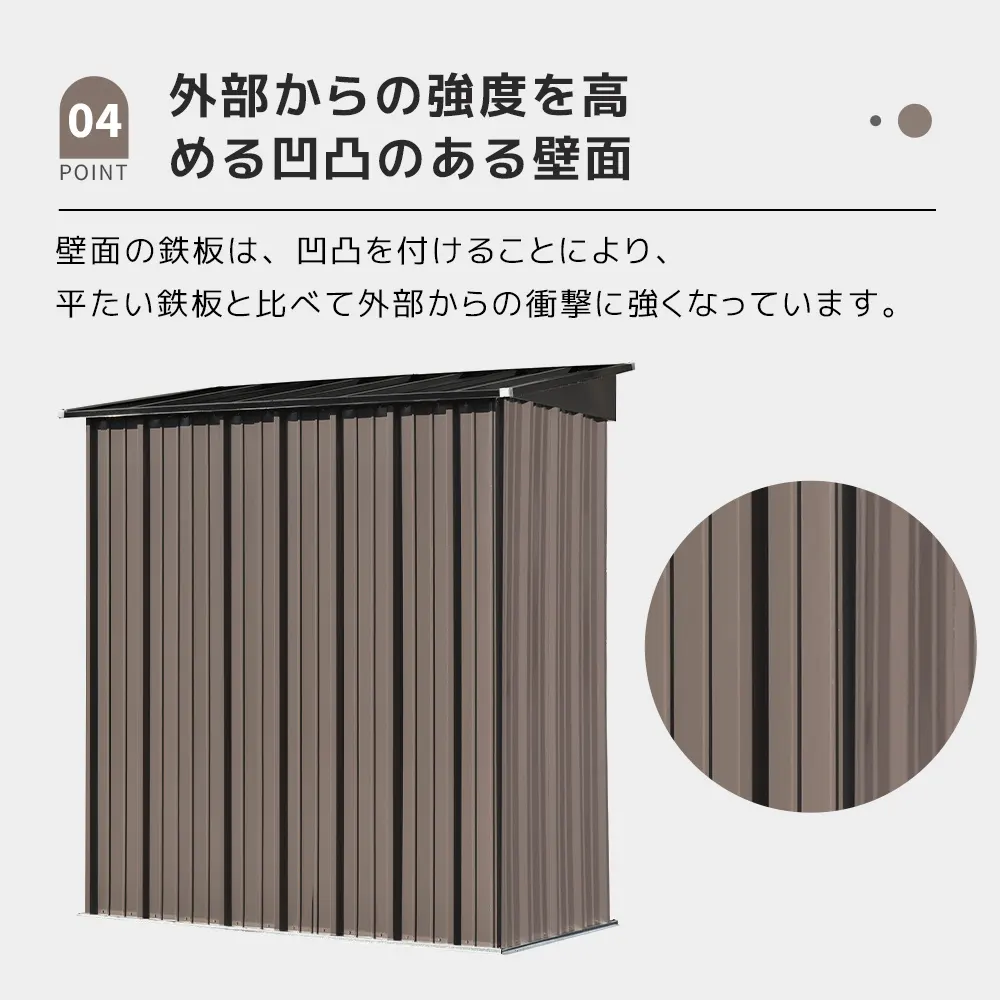 04
POINT
外部からの強度を高
める凹凸のある壁面
壁面の鉄板は、凹凸を付けることにより、
平たい鉄板と比べて外部からの衝撃に強くなっています。